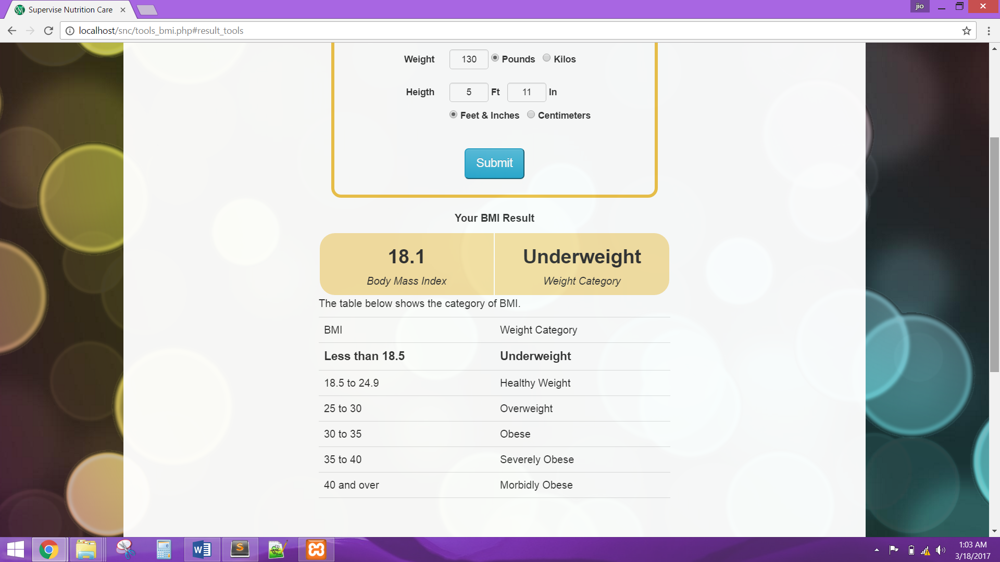 Supervise Nutrition Care
jio
localhost/snc/tools_bmi.php#result_tools
Weight 130 Pounds Kilos
Heigth 5 Ft 11 In
Feet & Inches Centimeters
Submit
Your BMI Result
18.1 Underweight
Body Mass Index Weight Category
The table below shows the category of BMI.
BMI Weight Category
Less than 18.5 Underweight
18.5 to 24.9 Healthy Weight
25 to 30 Overweight
30 to 35 Obese
35 to 40 Severely Obese
40 and over Morbidly Obese
1:03 AM
3/18/2017